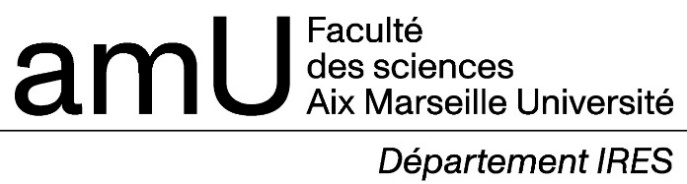 amU
Faculté
des sciences
Aix Marseille Université
Département IRES